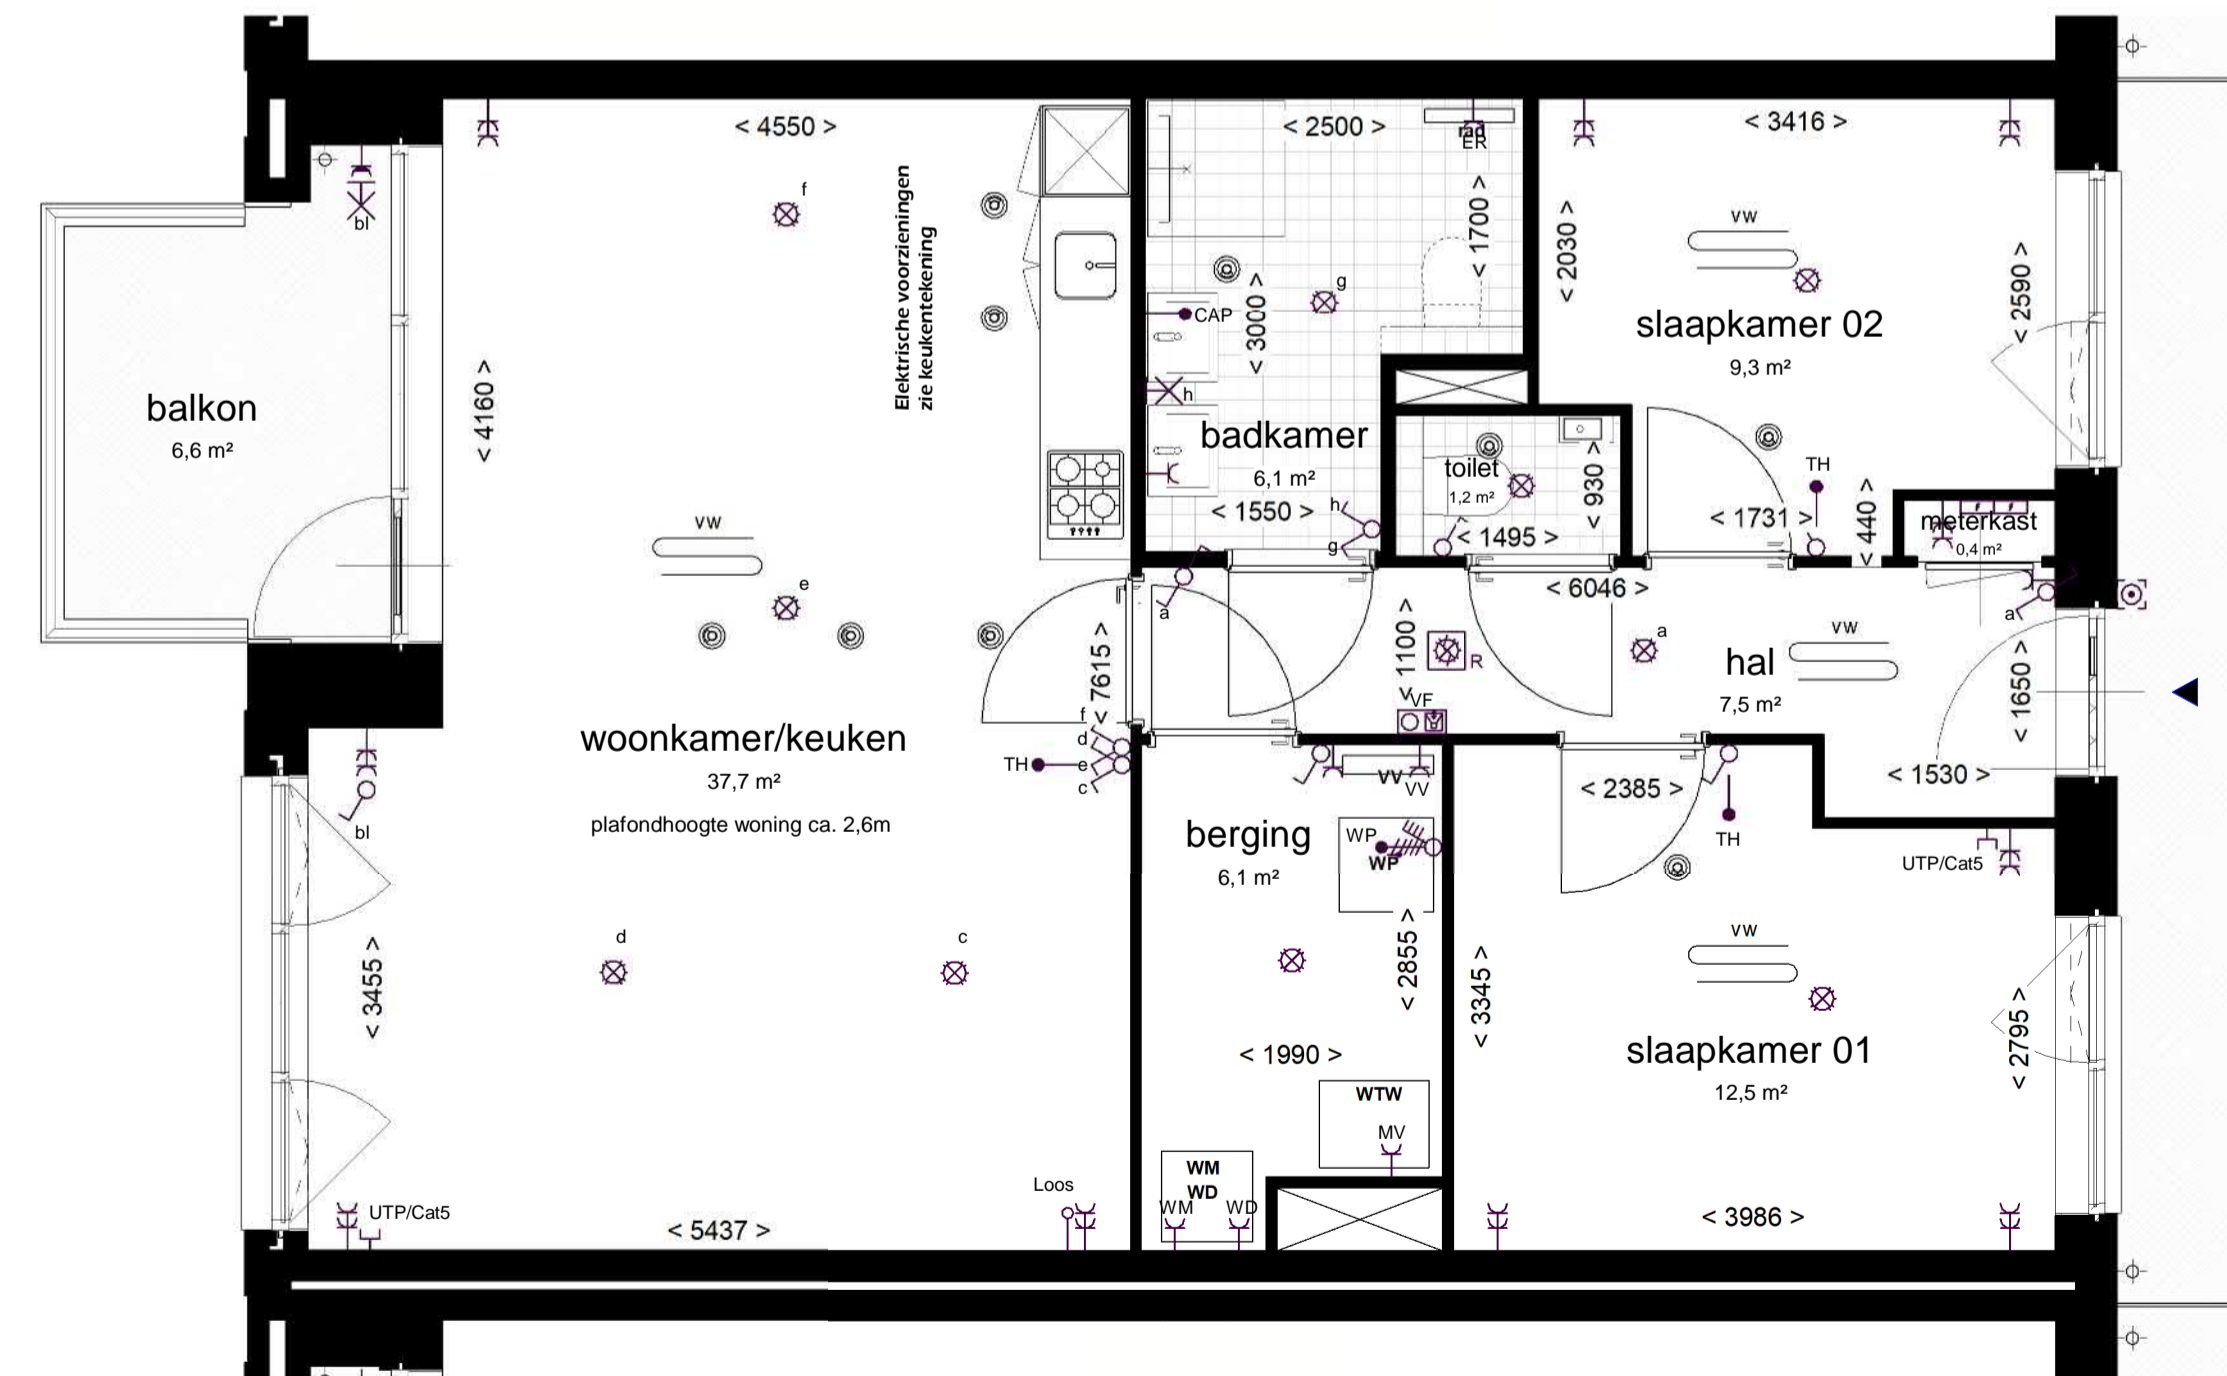 < 4550 >
< 2500 >
rad
ER
< 3416 >
f
bl
Elektrische voorzieningen
zie keukentekening
< 1700 >
< 2030 >
vw
< 2590 >
g
CAP
< 3000 >
slaapkamer 02
9,3 m²
h
balkon
6,6 m²
< 4160 >
badkamer
6,1 m²
< 1550 >
h
g
toilet
1,2 m²
< 930 >
< 1495 >
TH
< 1731 >
< 440 >
meterkast
0,4 m²
vw
e
a
< 6046 >
a
< 7615 >
< 1100 >
R
VF
a
hal
7,5 m²
vw
< 1650 >
f
d
e
c
TH
woonkamer/keuken
37,7 m²
plafondhoogte woning ca. 2,6m
bl
VV
VV
< 2385 >
< 1530 >
TH
berging
6,1 m²
WP
WP
UTP/Cat5
< 3455 >
d
c
< 2855 >
< 3345 >
vw
< 1990 >
slaapkamer 01
12,5 m²
< 2795 >
WTW
MV
WM
WD
WM
WD
Loos
UTP/Cat5
< 5437 >
< 3986 >